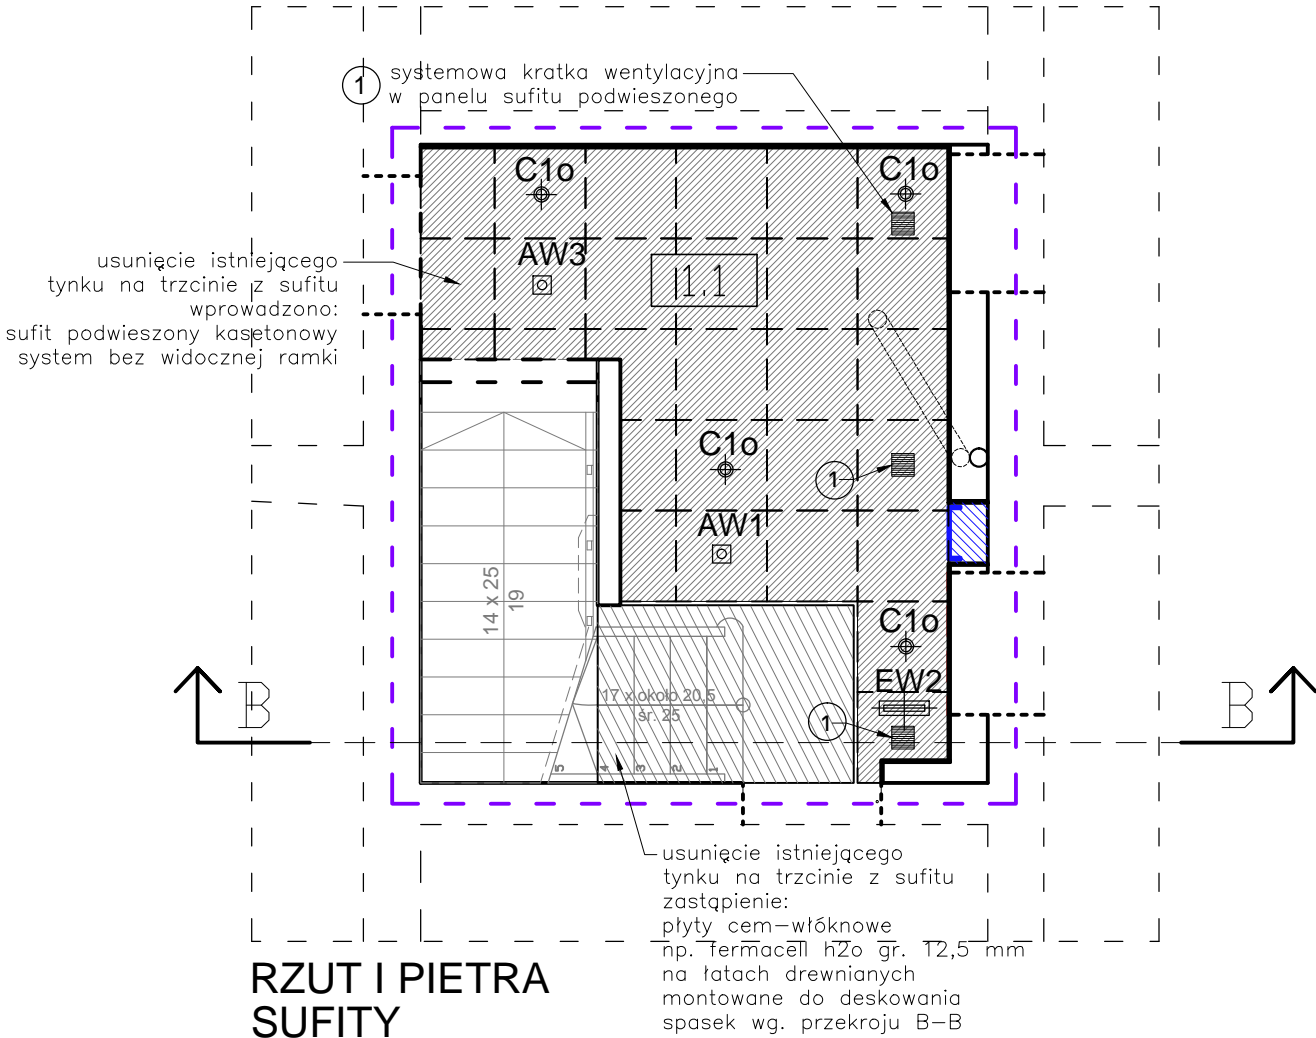 1
systemowa kratka wentylacyjna
w panelu sufitu podwieszonego
C1o
C1o
usunięcie istniejącego
tynku na trzcinie z sufitu
wprowadzono:
sufit podwieszony kasetonowy
system bez widocznej ramki
AW3
1.1
C1o
1
AW1
14 x 25
19
C1o
EW2
17 x około 20,5
śr. 25
1
B
B
5
4
3
2
1
usunięcie istniejącego
tynku na trzcinie z sufitu
zastąpienie:
płyty cem-włóknowe
np. fermacell h2o gr. 12,5 mm
na łatach drewnianych
montowane do deskowania
spasek wg. przekroju B-B
RZUT I PIETRA
SUFITY